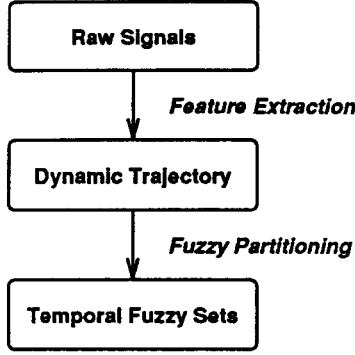 Raw Signals
Feature Extraction
Dynamic Trajectory
Fuzzy Partitioning
Temporal Fuzzy Sets